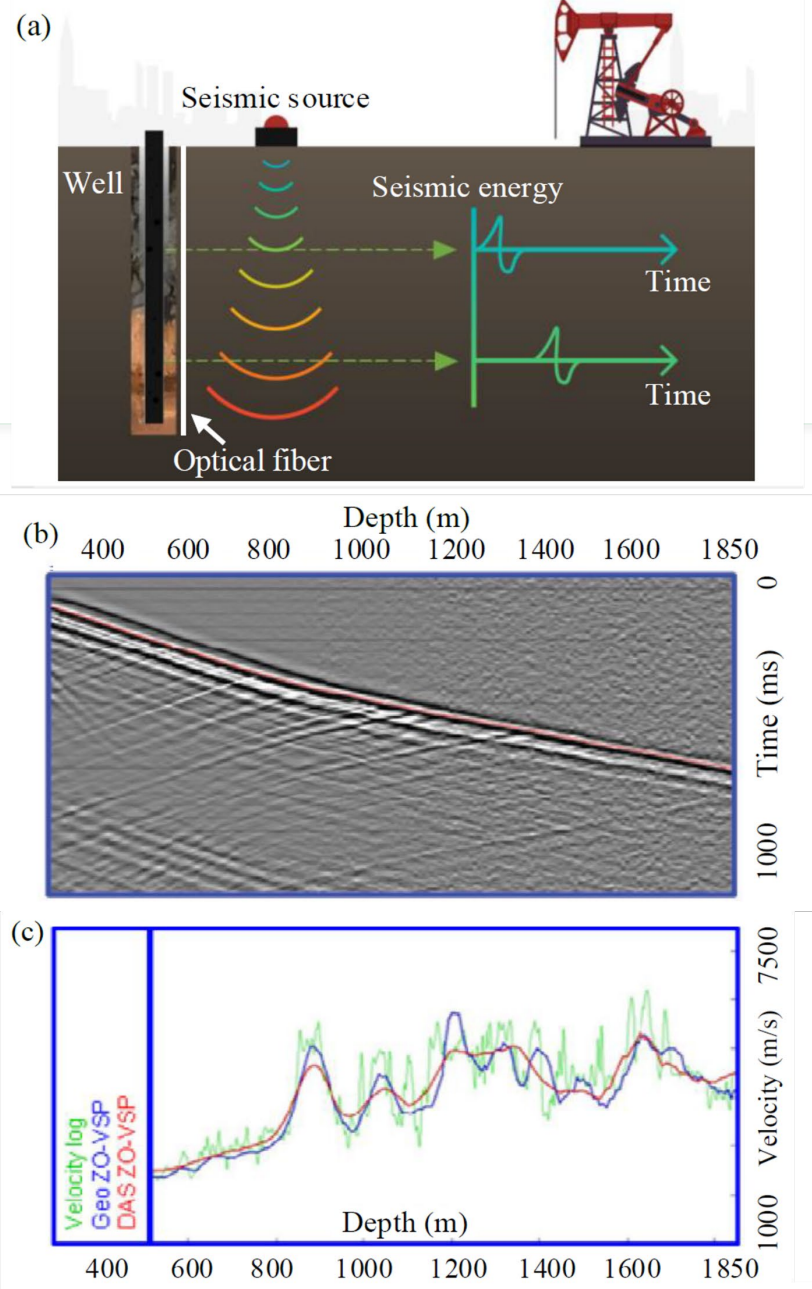 (a)
Seismic source
Well
Seismic energy
Time
Time
Optical fiber
(b)
Depth (m)
400 600 800 1000 1200 1400 1600 1850
0
Time (ms)
1000
(c)
7500
Velocity (m/s)
1000
Velocity log
Geo ZO-VSP
DAS ZO-VSP
Depth (m)
400 600 800 1000 1200 1400 1600 1850